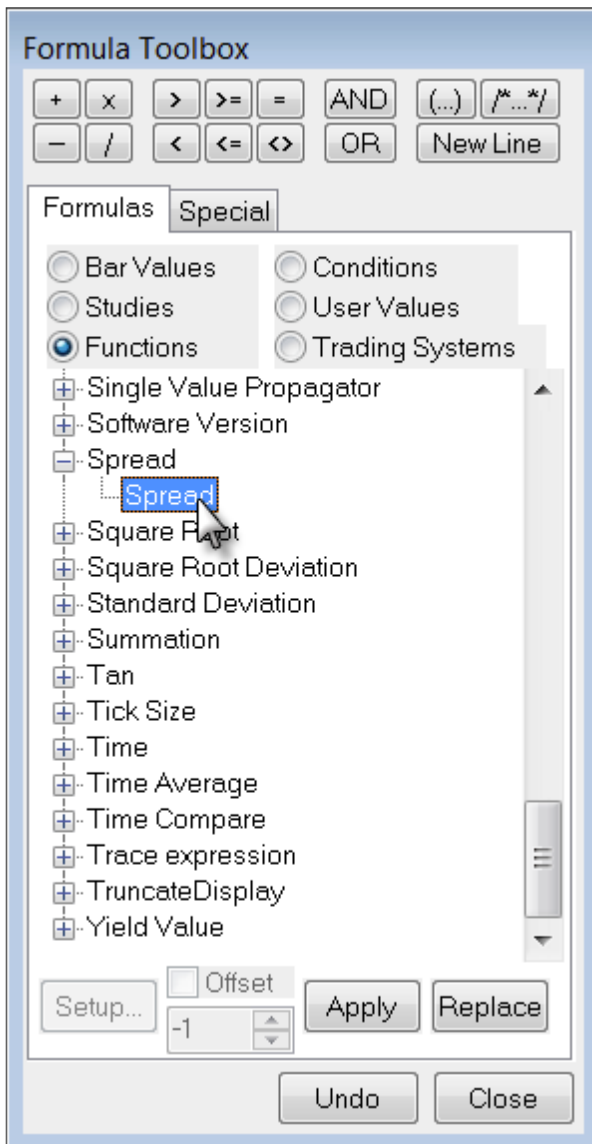 Formula Toolbox
+ x > >= = AND (...) /*...*/
− / < <= <> OR New Line
Formulas Special
Bar Values Conditions
Studies User Values
Functions Trading Systems
Single Value Propagator
Software Version
Spread
Spread
Square Root
Square Root Deviation
Standard Deviation
Summation
Tan
Tick Size
Time
Time Average
Time Compare
Trace expression
TruncateDisplay
Yield Value
Setup... Offset Apply Replace
-1
Undo Close